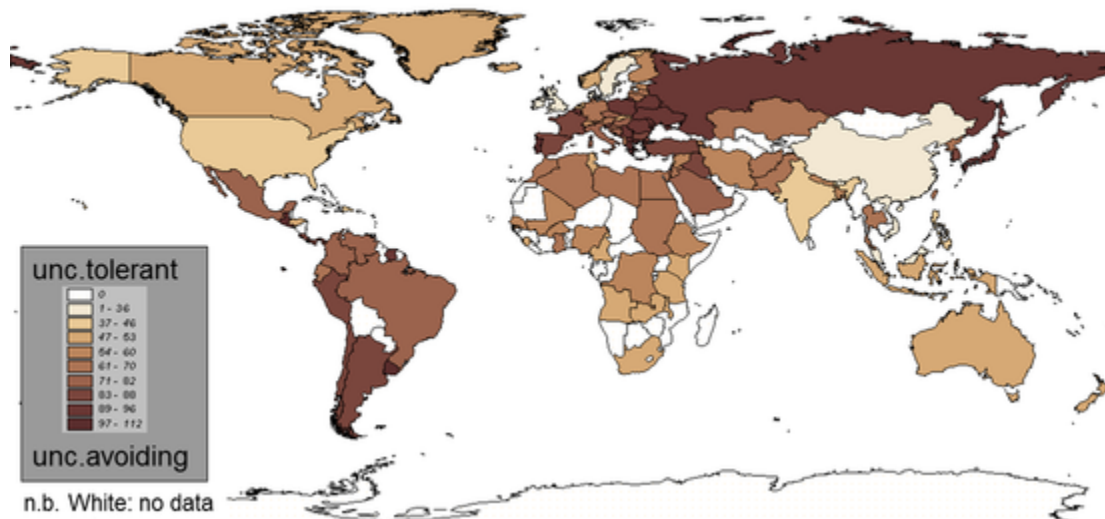 unc.tolerant
0
1 - 36
37 - 46
47 - 53
54 - 60
61 - 70
71 - 82
83 - 88
89 - 96
97 - 112
unc.avoiding
n.b. White: no data